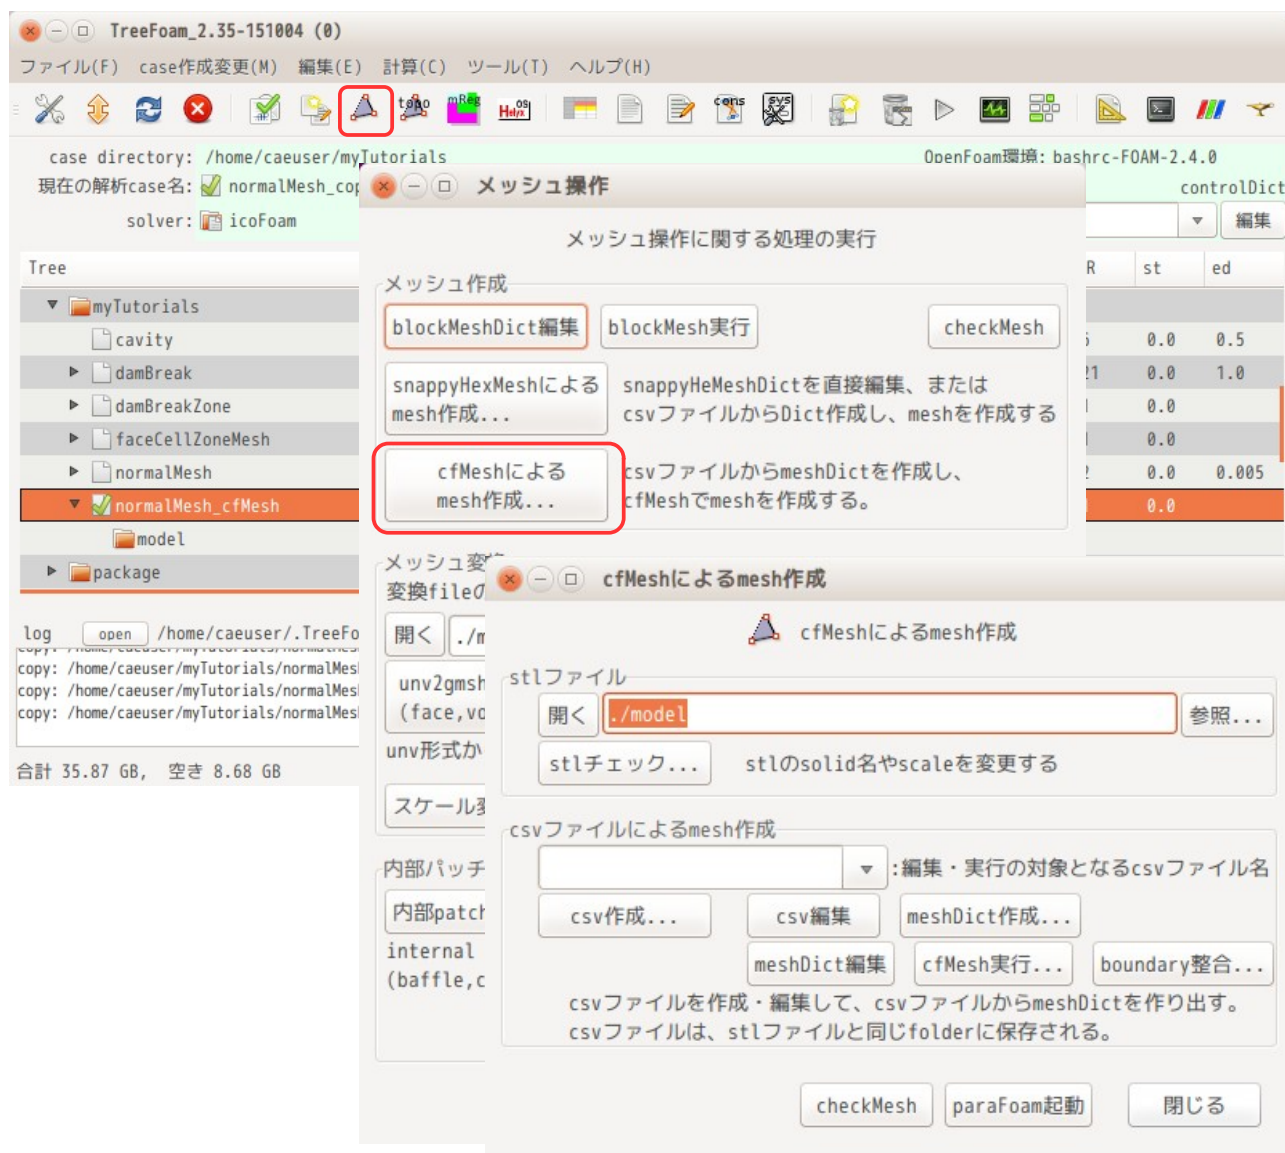 TreeFoam_2.35-151004 (0)
ファイル(F) case作成変更(M) 編集(E) 計算(C) ツール(T) ヘルプ(H)
topo mReg HelyxOS cons sys
case directory: /home/caeuser/myTutorials
OpenFoam環境: bashrc-FOAM-2.4.0
現在の解析case名: normalMesh_cop
controlDict
solver: icoFoam
編集
Tree
R st ed
myTutorials
cavity 0.0 0.5
damBreak 21 0.0 1.0
damBreakZone 0.0
faceCellZoneMesh 0.0
normalMesh 0.0 0.005
normalMesh_cfMesh 0.0
model
package
log open /home/caeuser/.TreeFo
copy: /home/caeuser/myTutorials/normalMes
copy: /home/caeuser/myTutorials/normalMes
copy: /home/caeuser/myTutorials/normalMes
copy: /home/caeuser/myTutorials/normalMes
合計 35.87 GB, 空き 8.68 GB
メッシュ操作
メッシュ操作に関する処理の実行
メッシュ作成
blockMeshDict編集 blockMesh実行 checkMesh
snappyHexMeshによる
mesh作成...
snappyHeMeshDictを直接編集、または
csvファイルからDict作成し、meshを作成する
cfMeshによる
mesh作成...
csvファイルからmeshDictを作成し、
cfMeshでmeshを作成する。
メッシュ変
変換fileの
開く ./m
unv2gmsh
(face,vo
unv形式か
スケール変
内部パッチ
内部patch
internal
(baffle,c
cfMeshによるmesh作成
cfMeshによるmesh作成
stlファイル
開く ./model 参照...
stlチェック... stlのsolid名やscaleを変更する
csvファイルによるmesh作成
:編集・実行の対象となるcsvファイル名
csv作成... csv編集 meshDict作成...
meshDict編集 cfMesh実行... boundary整合...
csvファイルを作成・編集して、csvファイルからmeshDictを作り出す。
csvファイルは、stlファイルと同じfolderに保存される。
checkMesh paraFoam起動 閉じる